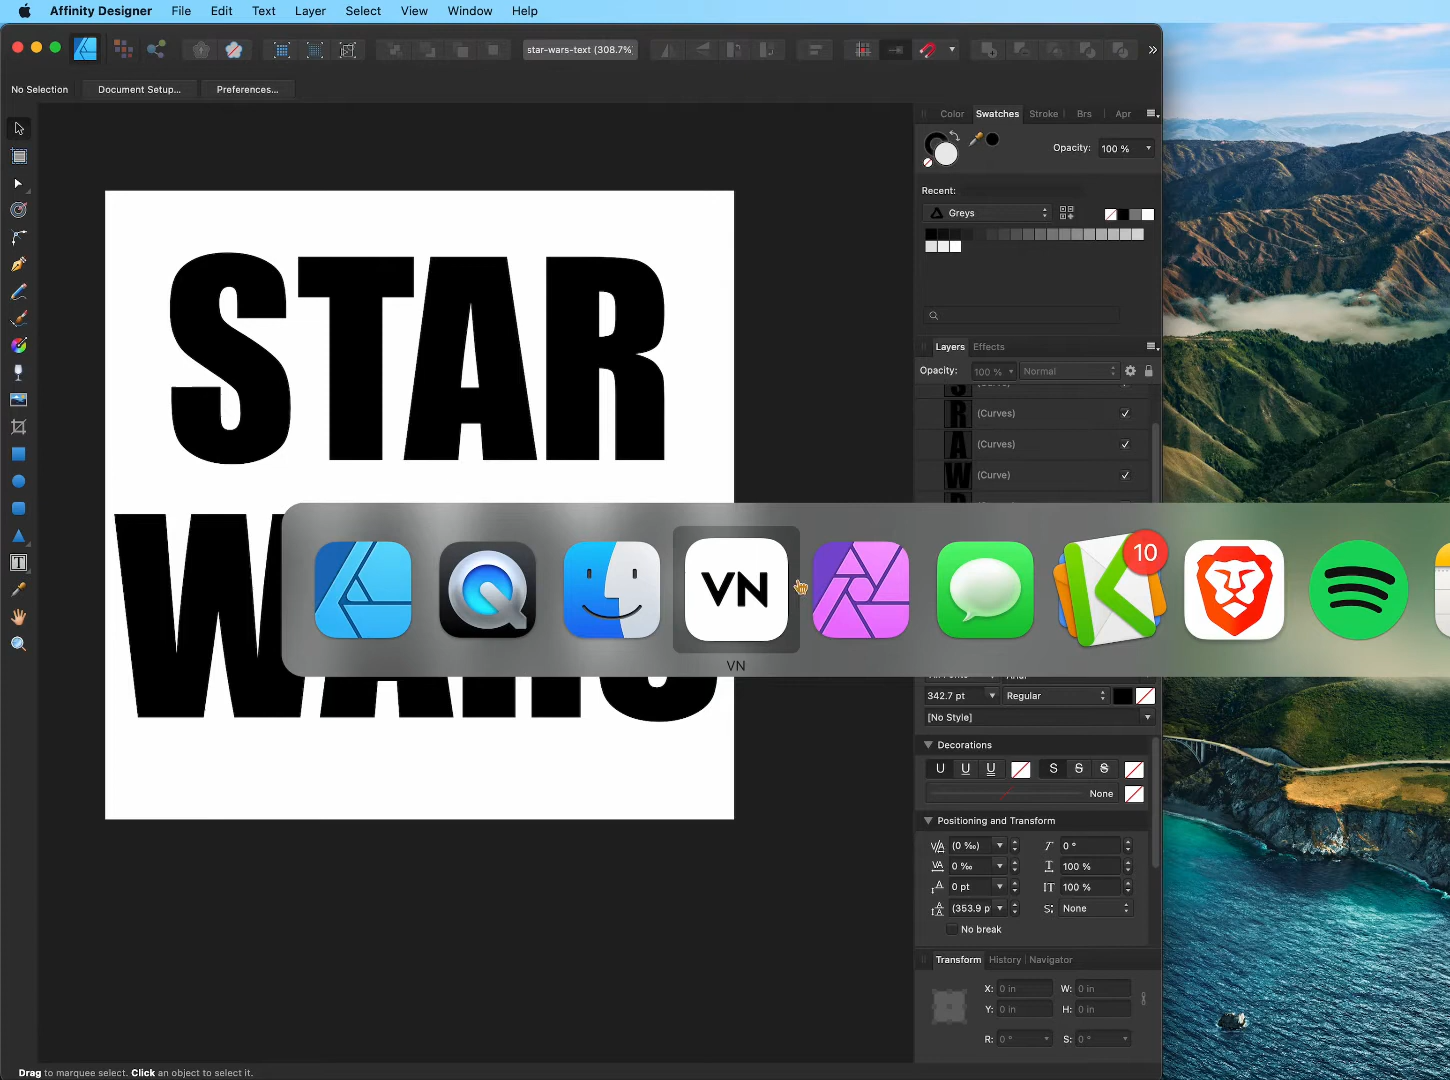 Affinity Designer File Edit Text Layer Select View Window Help
star-wars-text (308.7%
No Selection Document Setup... Preferences...
Color Swatches Stroke Brs Apr
Opacity: 100 %
Recent:
Greys
Layers Effects
Opacity: 100 % Normal
(Curves)
(Curves)
(Curve)
STAR
10
VN
VN
342.7 pt Regular
[No Style]
Decorations
U U U S S S
None
Positioning and Transform
V/A (0 ‰) T 0 °
VA 0 ‰ T 100 %
A 0 pt IT 100 %
A (353.9 p S: None
No break
Transform History Navigator
X: 0 in W: 0 in
Y: 0 in H: 0 in
R: 0 ° S: 0 °
Drag to marquee select. Click an object to select it.